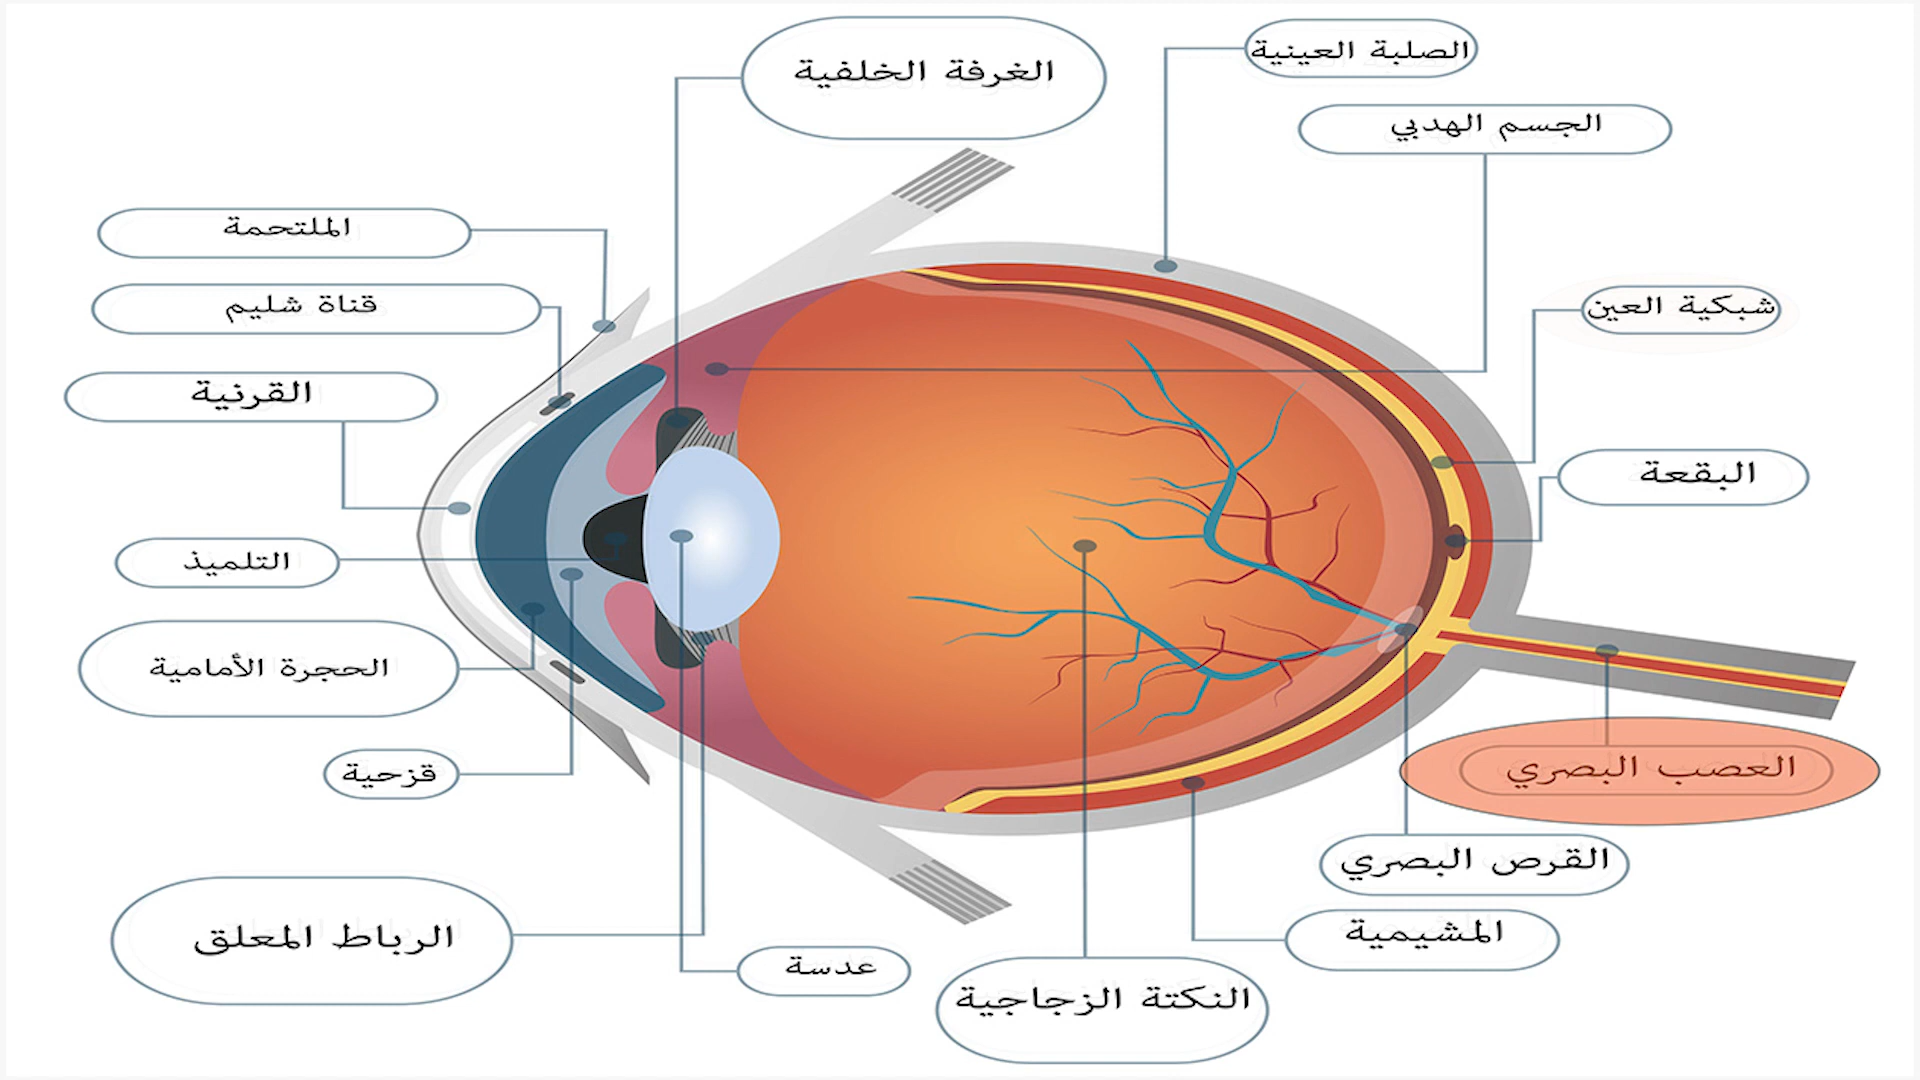 الغرفة الخلفية
الصلبة العينية
الجسم الهدبي
الملتحمة
قناة شليم
شبكية العين
القرنية
البقعة
التلميذ
الحجرة الأمامية
قزحية
العصب البصري
القرص البصري
المشيمية
الرباط المعلق
عدسة
النكتة الزجاجية